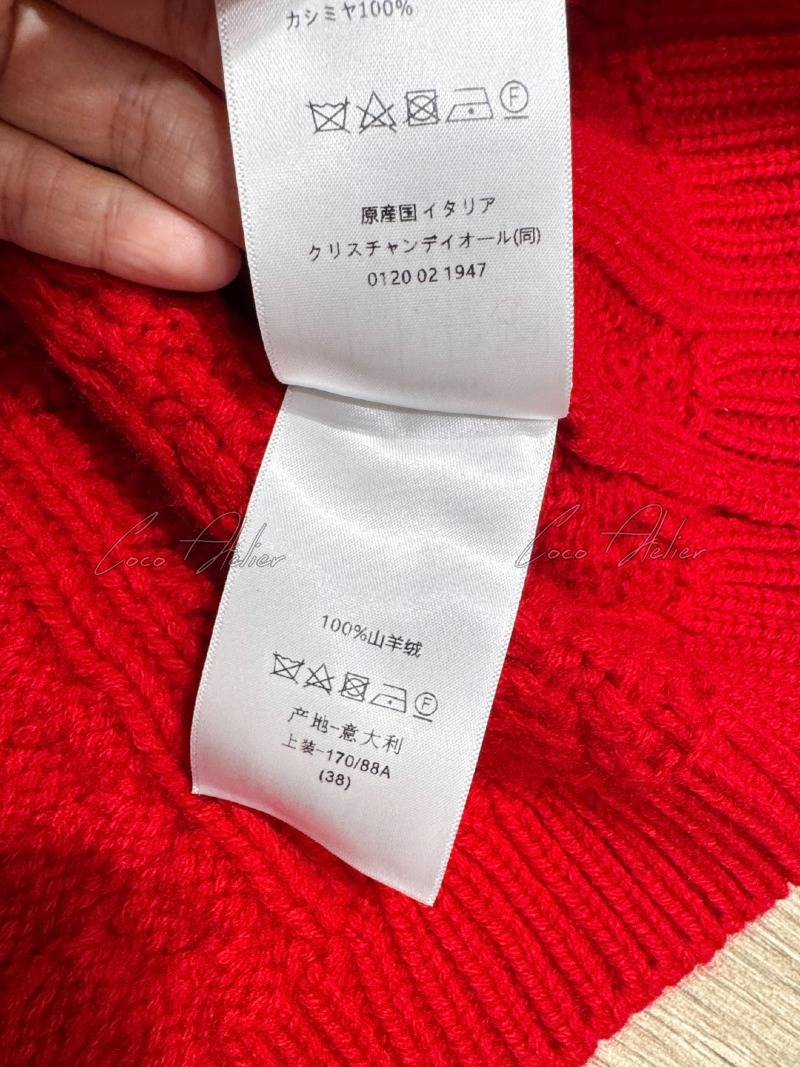 カシミヤ100%
F
原産国イタリア
クリスチャンディオール(同)
0120 02 1947
Coco Atelier
Coco Atelier
100%山羊绒
F
产地-意大利
上装-170/88A
(38)